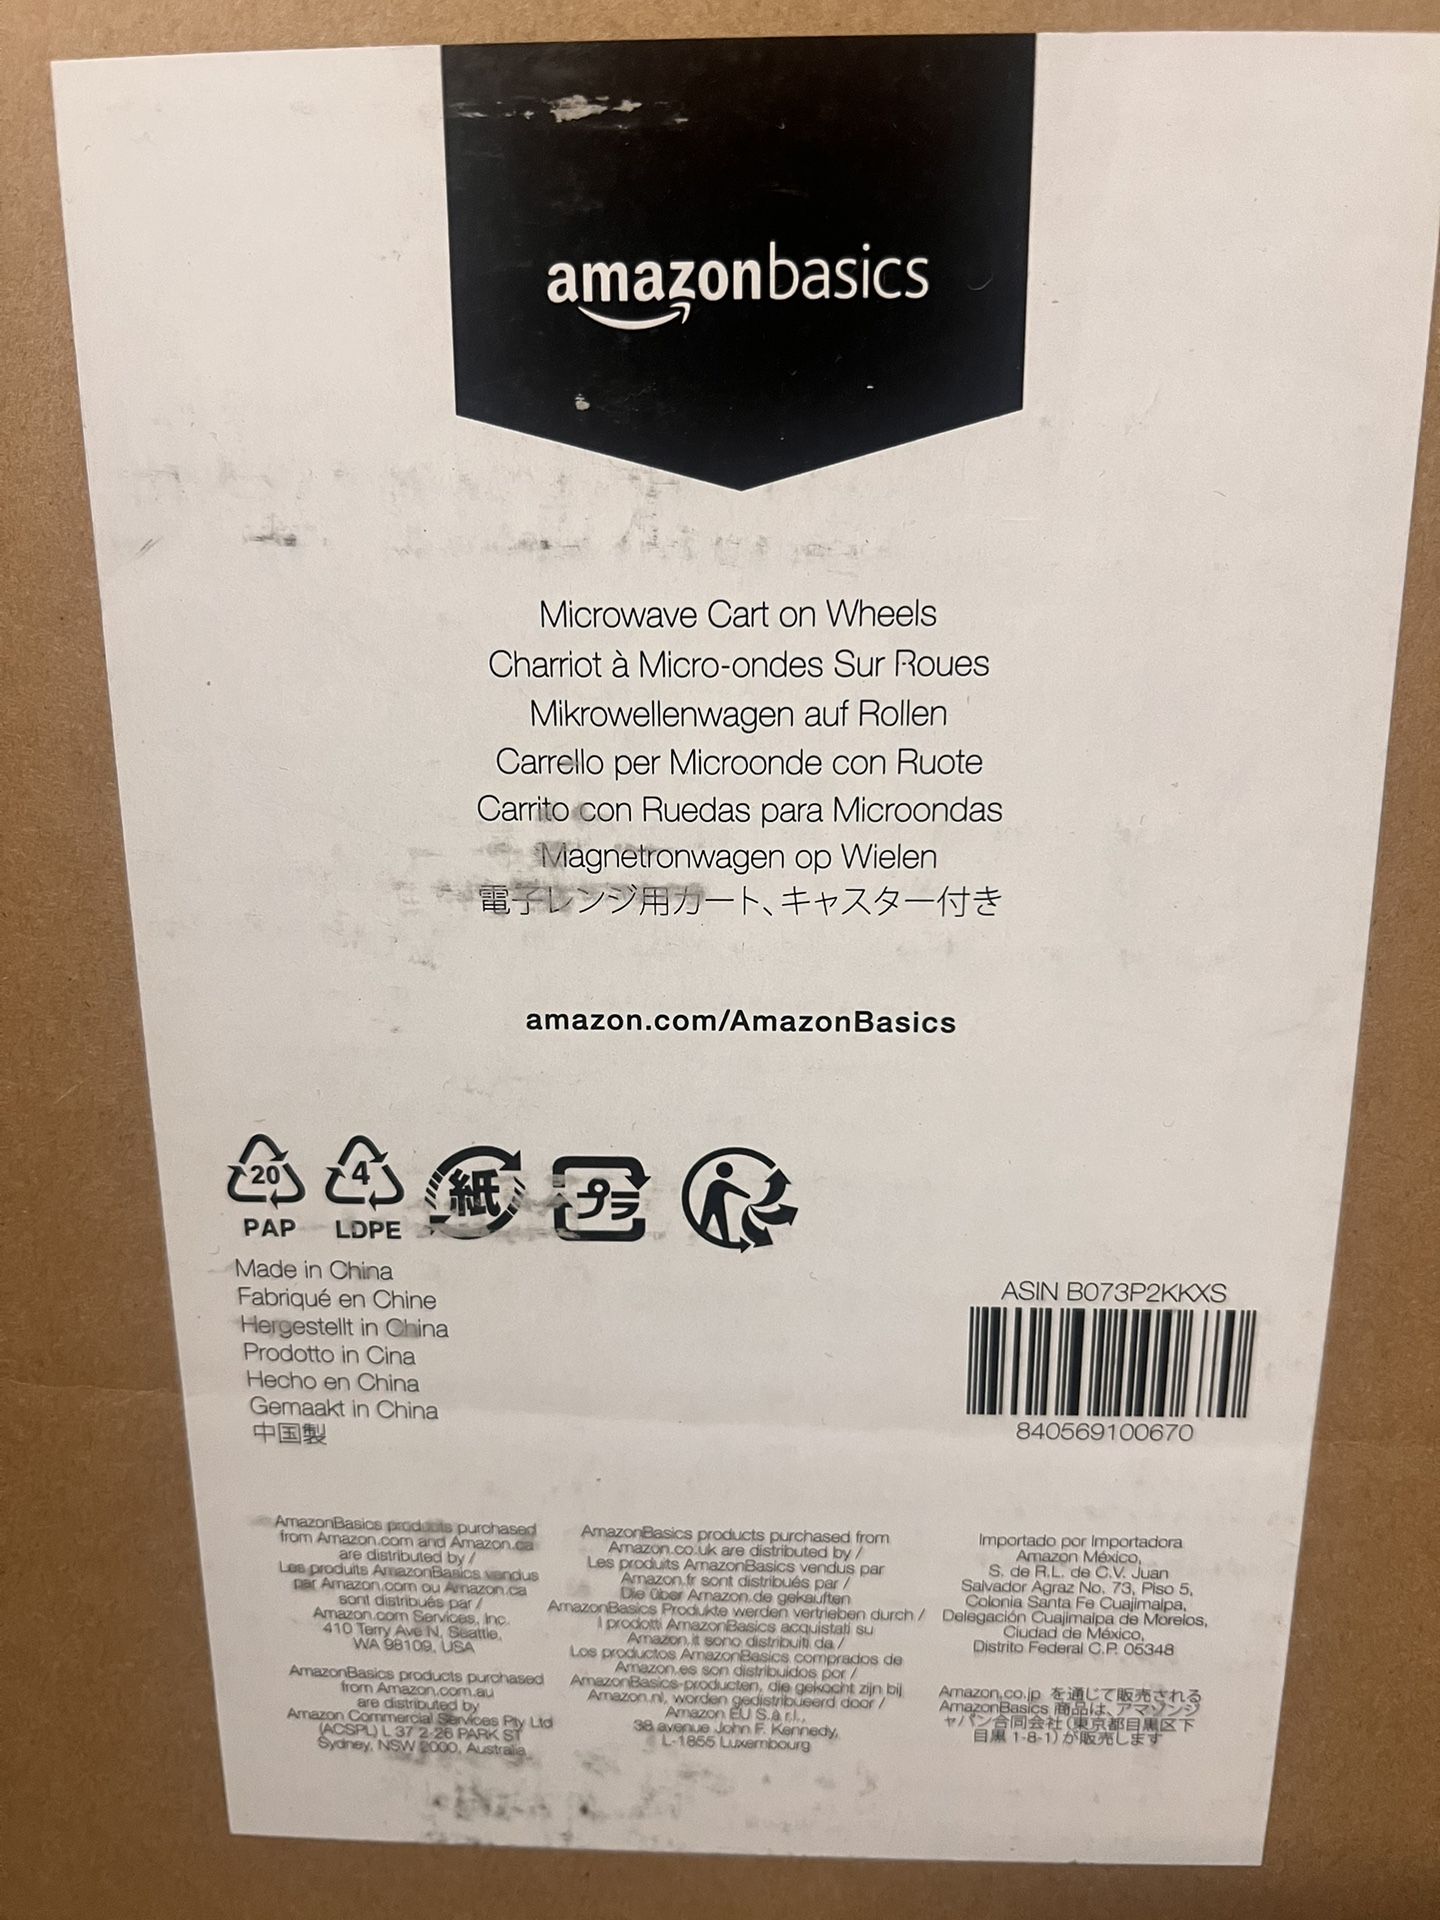 amazonbasics
Microwave Cart on Wheels
Charriot à Micro-ondes Sur Roues
Mikrowellenwagen auf Rollen
Carrello per Microonde con Ruote
Carrito con Ruedas para Microondas
Magnetronwagen op Wielen
電子レンジ用カート、キャスター付き
amazon.com/AmazonBasics
20
PAP
4
LDPE
紙
プラ
Made in China
Fabriqué en Chine
Hergestellt in China
Prodotto in Cina
Hecho en China
Gemaakt in China
中国製
ASIN B073P2KKXS
840569100670
AmazonBasics products purchased
from Amazon.com and Amazon.ca
are distributed by /
Les produits AmazonBasics vendus
par Amazon.com ou Amazon.ca
sont distribués par /
Amazon.com Services, Inc.
410 Terry Ave N, Seattle,
WA 98109, USA
AmazonBasics products purchased
from Amazon.com.au
are distributed by
Amazon Commercial Services Pty Ltd
(ACSPL) L 37 2-26 PARK ST
Sydney, NSW 2000, Australia
AmazonBasics products purchased from
Amazon.co.uk are distributed by /
Les produits AmazonBasics vendus par
Amazon.fr sont distribués par /
Die über Amazon.de gekauften
AmazonBasics Produkte werden vertrieben durch /
I prodotti AmazonBasics acquistati su
Amazon.it sono distribuiti da /
Los productos AmazonBasics comprados de
Amazon.es son distribuidos por /
AmazonBasics-producten, die gekocht zijn bij
Amazon.nl, worden gedistribueerd door /
Amazon EU S.à r.l.,
38 avenue John F. Kennedy,
L-1855 Luxembourg
Importado por Importadora
Amazon México,
S. de R.L. de C.V. Juan
Salvador Agraz No. 73, Piso 5,
Colonia Santa Fe Cuajimalpa,
Delegación Cuajimalpa de Morelos,
Ciudad de México,
Distrito Federal C.P. 05348
Amazon.co.jp を通じて販売される
AmazonBasics 商品は、アマゾンジ
ャパン合同会社（東京都目黒区下
目黒 1-8-1）が販売します